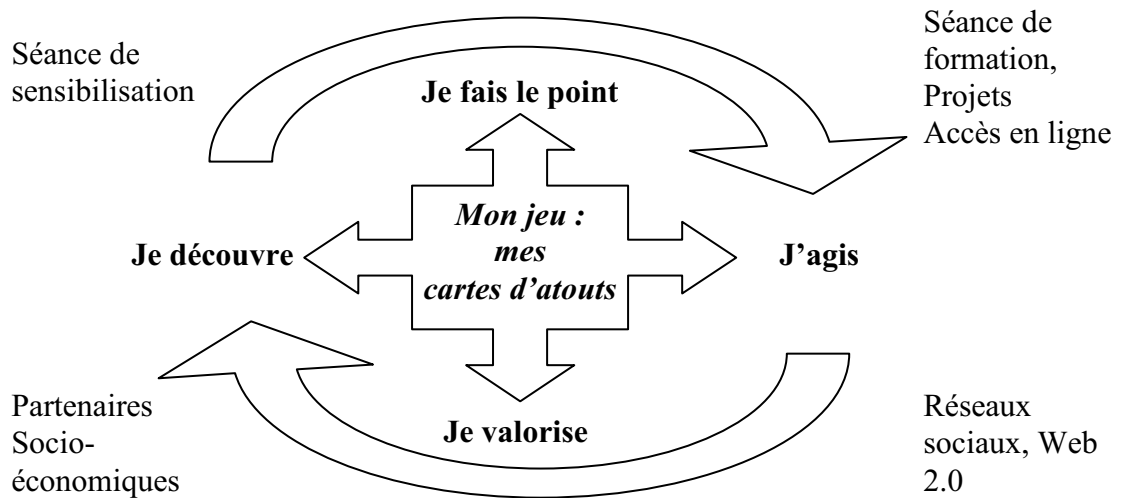 Séance de
sensibilisation
Séance de
formation,
Projets
Accès en ligne
Je fais le point
Je découvre
Mon jeu :
mes
cartes d’atouts
J’agis
Je valorise
Partenaires
Socio-
économiques
Réseaux
sociaux, Web
2.0